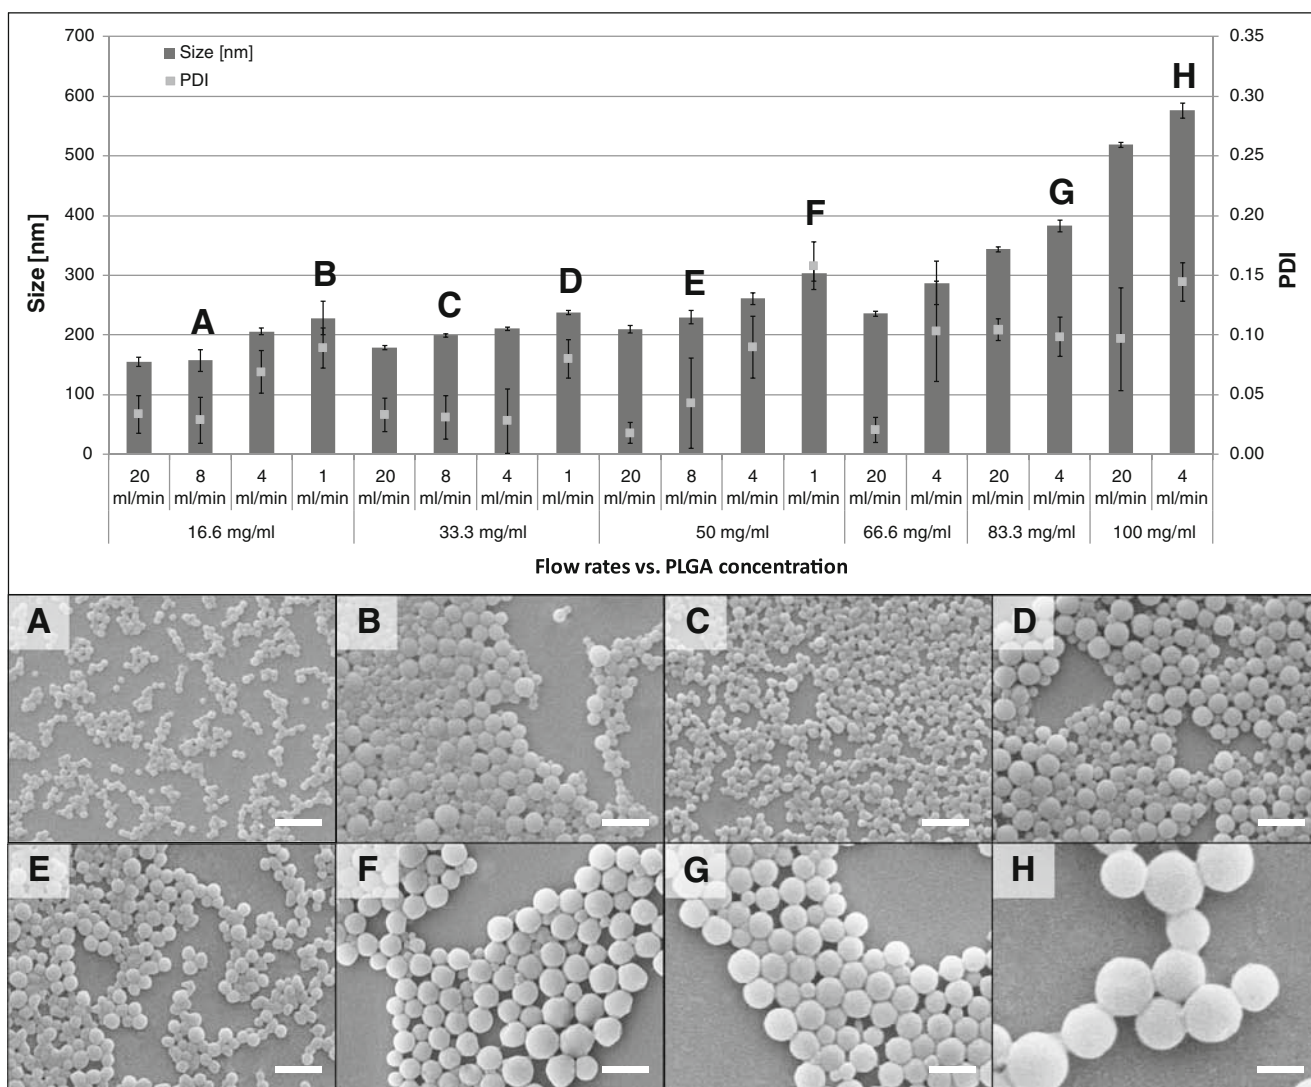 700
600
500
400
300
200
100
0
Size [nm]
Size [nm]
PDI
A
B
C
D
E
F
G
H
0.35
0.30
0.25
0.20
0.15
0.10
0.05
0.00
PDI
20 8 4 1 20 8 4 1 20 8 4 1 20 4 20 4 20 4
ml/min ml/min ml/min ml/min ml/min ml/min ml/min ml/min ml/min ml/min ml/min ml/min ml/min ml/min ml/min ml/min ml/min ml/min
16.6 mg/ml 33.3 mg/ml 50 mg/ml 66.6 mg/ml 83.3 mg/ml 100 mg/ml
Flow rates vs. PLGA concentration
A B C D
E F G H